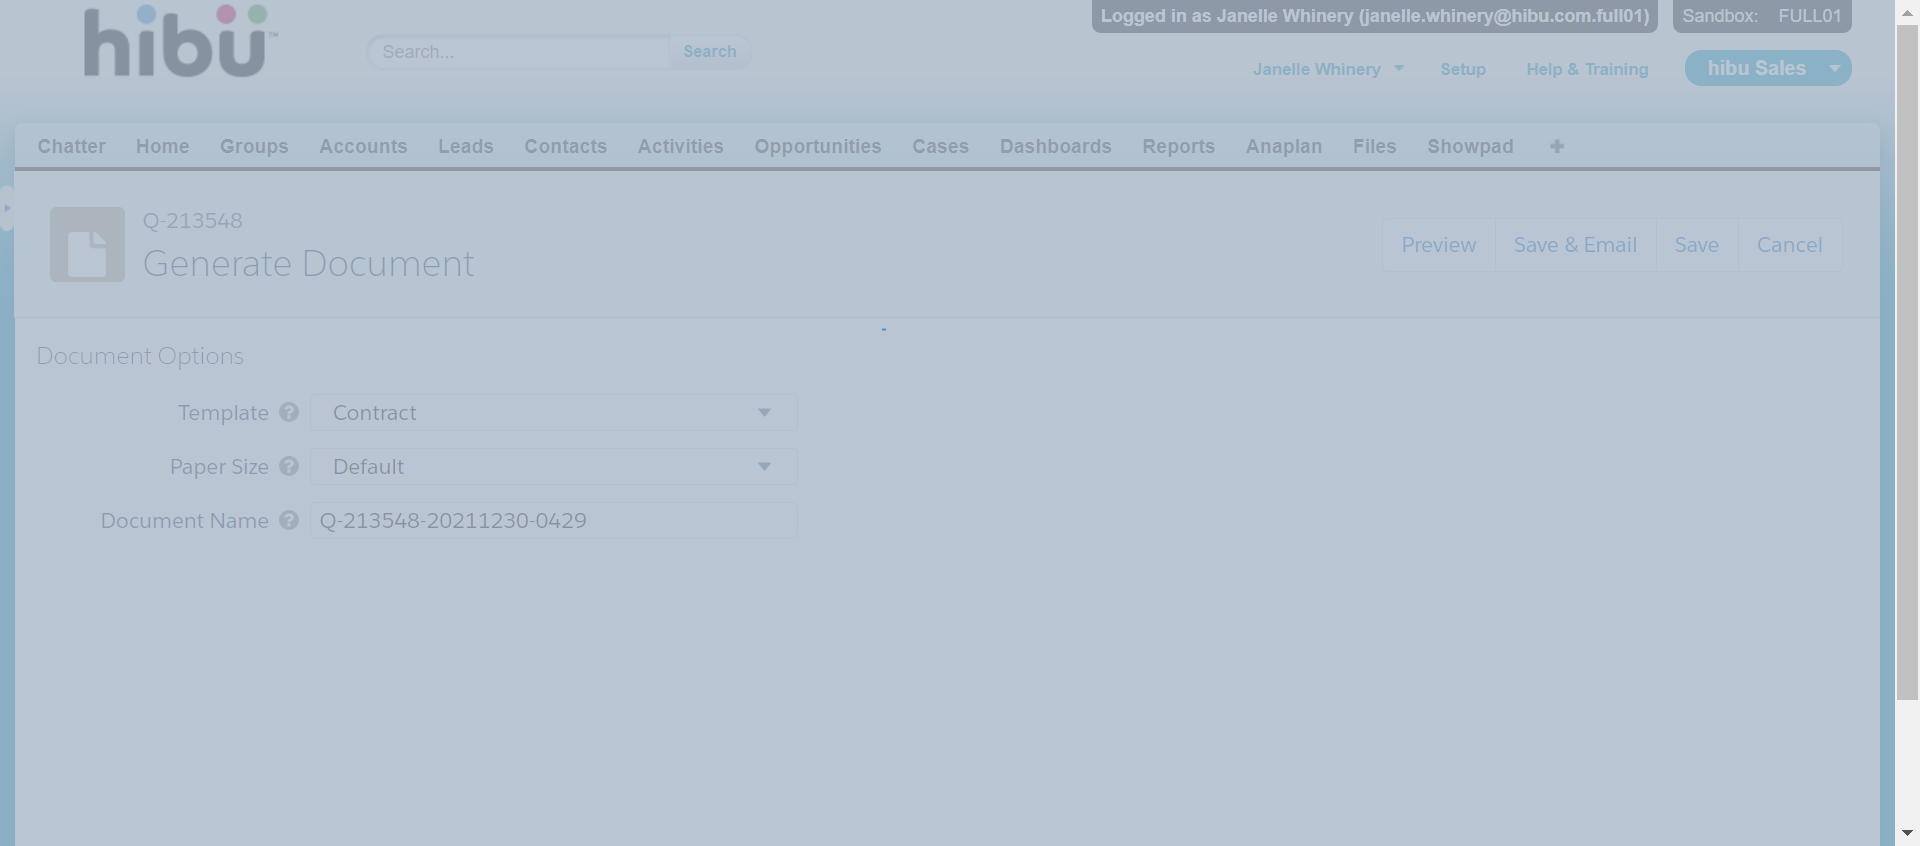 hibu™
Search...
Search
Logged in as Janelle Whinery (janelle.whinery@hibu.com.full01)
Sandbox: FULL01
Janelle Whinery
Setup
Help & Training
hibu Sales
Chatter Home Groups Accounts Leads Contacts Activities Opportunities Cases Dashboards Reports Anaplan Files Showpad
Q-213548
Generate Document
Preview Save & Email Save Cancel
Document Options
Template ? Contract
Paper Size ? Default
Document Name ? Q-213548-20211230-0429